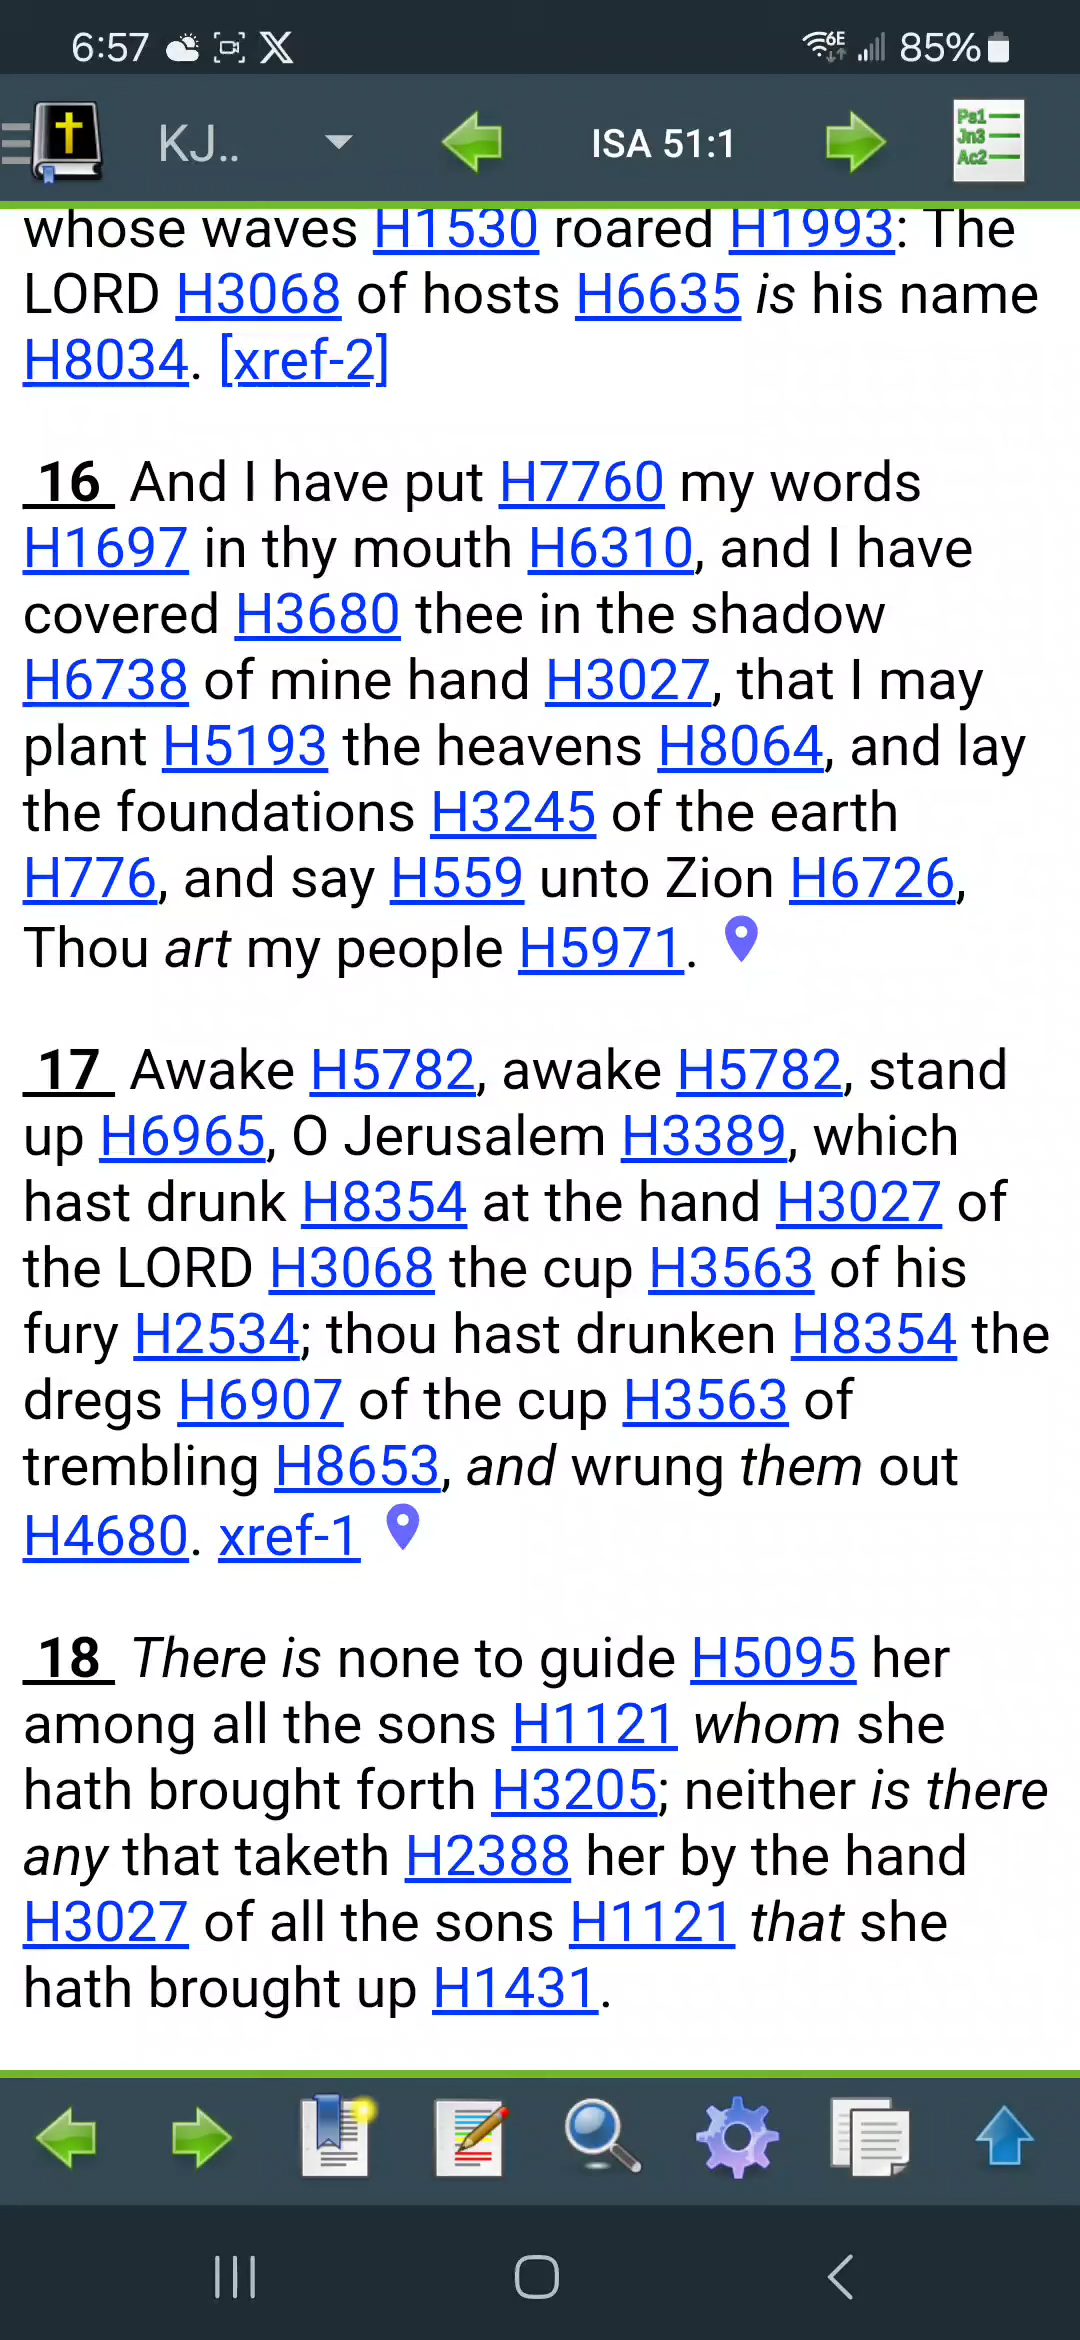 6:57 X 6E 85%
KJ.. ISA 51:1 Ps1 Jn3 Ac2
whose waves H1530 roared H1993: The
LORD H3068 of hosts H6635 is his name
H8034. [xref-2]
16 And I have put H7760 my words
H1697 in thy mouth H6310, and I have
covered H3680 thee in the shadow
H6738 of mine hand H3027, that I may
plant H5193 the heavens H8064, and lay
the foundations H3245 of the earth
H776, and say H559 unto Zion H6726,
Thou art my people H5971.
17 Awake H5782, awake H5782, stand
up H6965, O Jerusalem H3389, which
hast drunk H8354 at the hand H3027 of
the LORD H3068 the cup H3563 of his
fury H2534; thou hast drunken H8354 the
dregs H6907 of the cup H3563 of
trembling H8653, and wrung them out
H4680. xref-1
18 There is none to guide H5095 her
among all the sons H1121 whom she
hath brought forth H3205; neither is there
any that taketh H2388 her by the hand
H3027 of all the sons H1121 that she
hath brought up H1431.